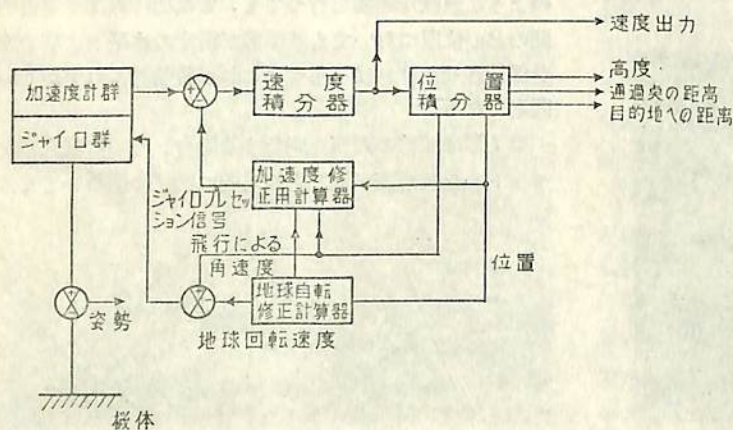 速度出力
速度
積分器
位置
積分器
高度
通過点の距離
目的地への距離
加速度計群
ジャイロ群
加速度修
正用計算器
ジャイロプレセッ
ション信号
飛行による
角速度
位置
地球自転
修正計算器
姿勢
地球回転速度
機体